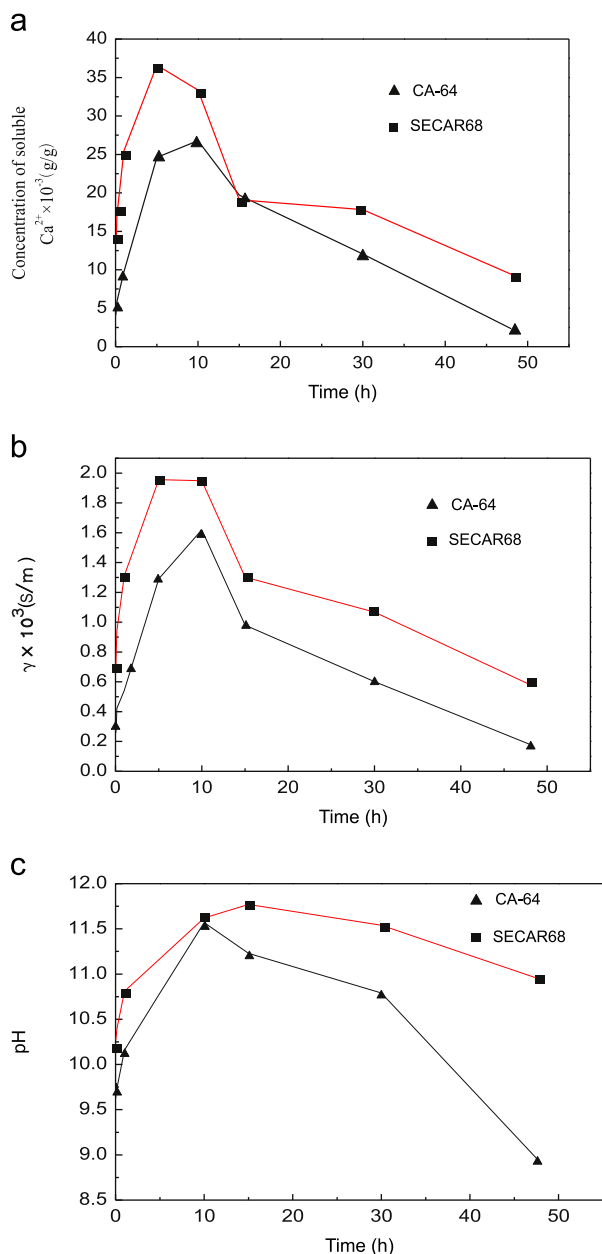 a
40
35
30
25
20
15
10
5
0
Concentration of soluble
Ca²⁺×10⁻³(g/g)
CA-64
SECAR68
0 10 20 30 40 50
Time (h)
b
2.0
1.8
1.6
1.4
1.2
1.0
0.8
0.6
0.4
0.2
0.0
γ × 10³(S/m)
CA-64
SECAR68
0 10 20 30 40 50
Time (h)
c
12.0
11.5
11.0
10.5
10.0
9.5
9.0
8.5
pH
CA-64
SECAR68
0 10 20 30 40 50
Time (h)